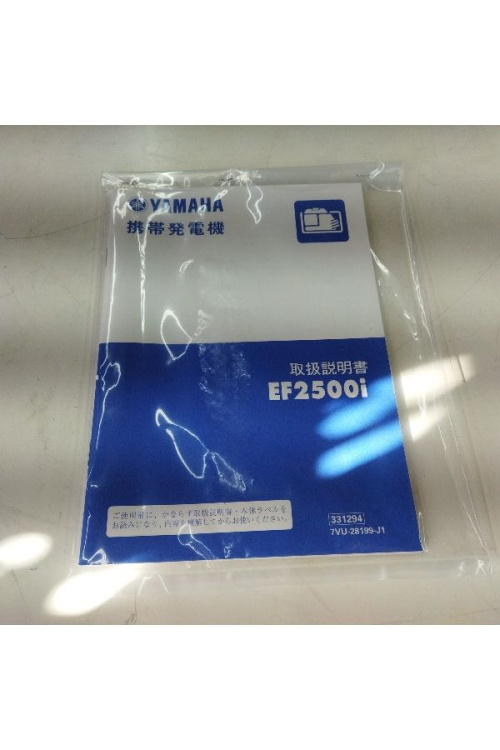 YAMAHA
携帯発電機
取扱説明書
EF2500i
ご使用前に、かならず取扱説明書・本体ラベルを
お読みになり、内容を理解してからお使いください。
331294
7VU-28199-J1